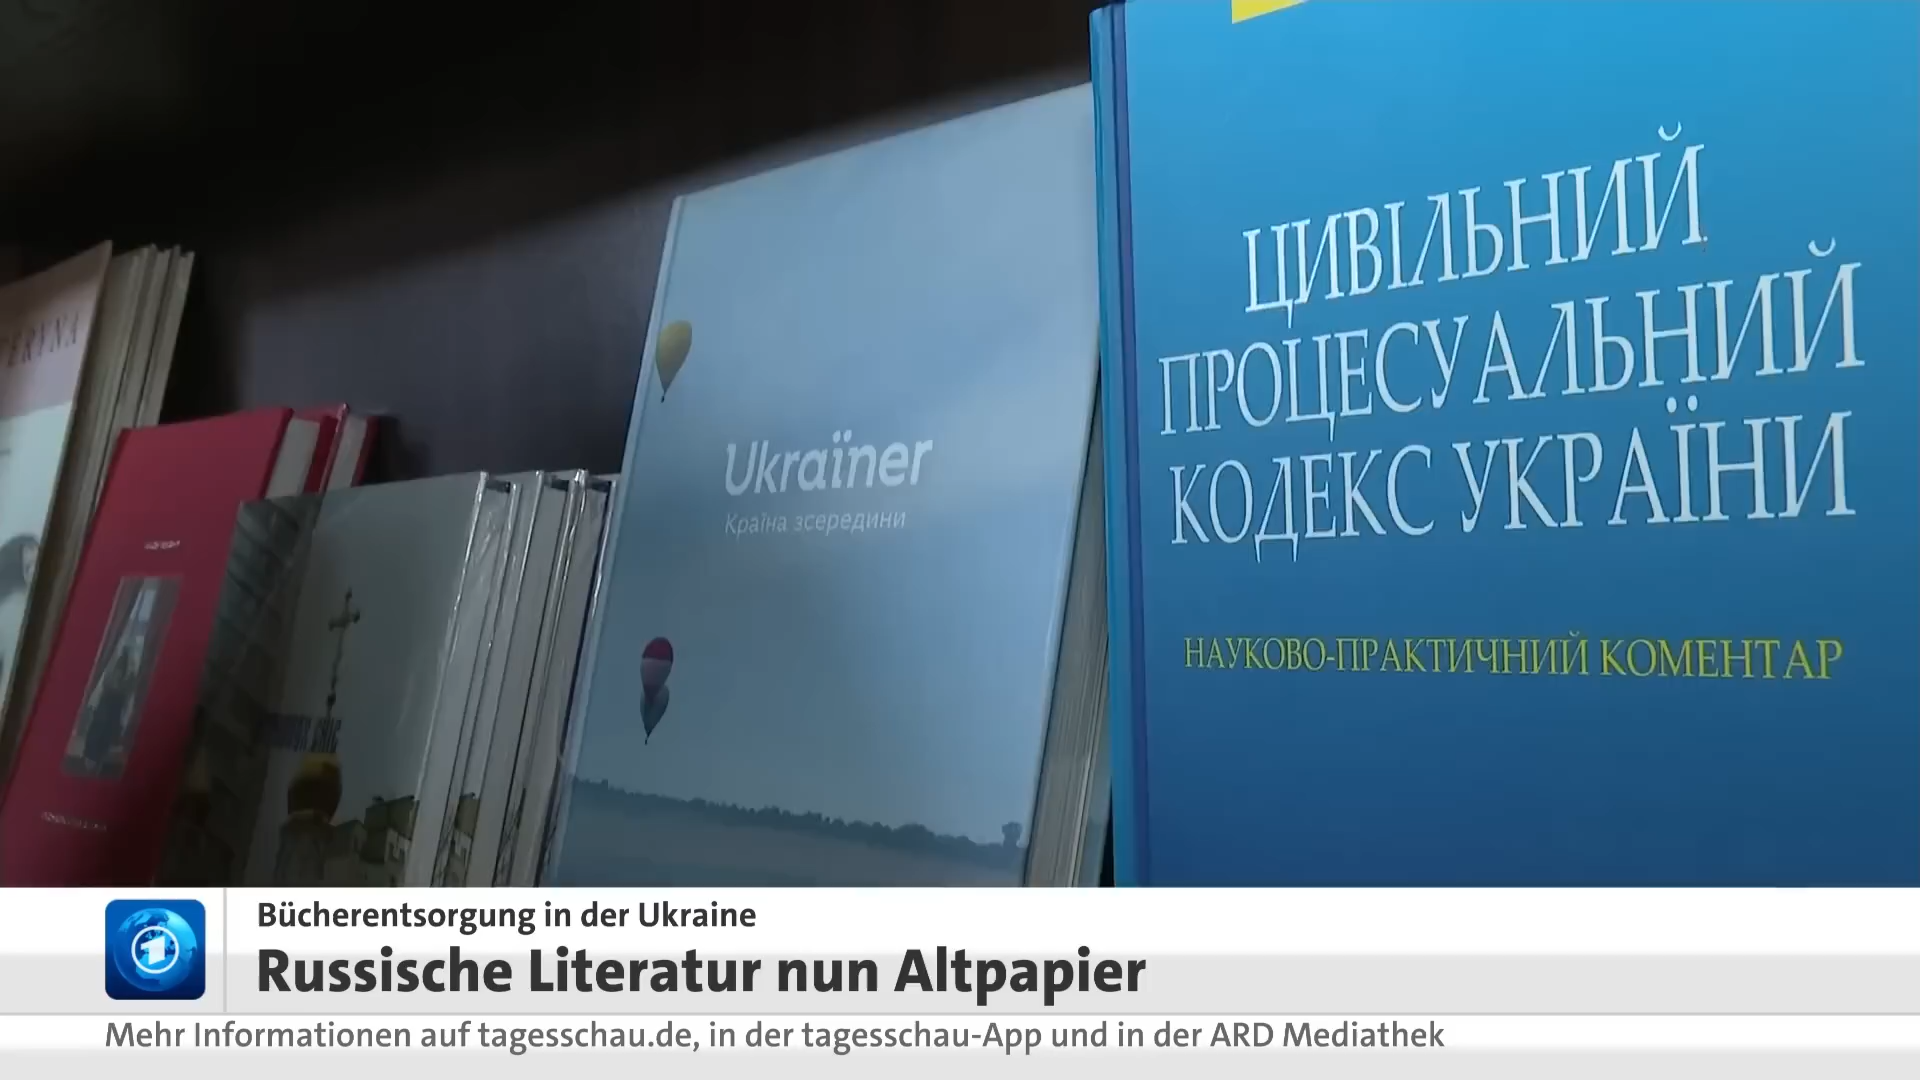 ЦИВІЛЬНИЙ
ПРОЦЕСУАЛЬНИЙ
КОДЕКС УКРАЇНИ
НАУКОВО-ПРАКТИЧНИЙ КОМЕНТАР
Ukraïner
Країна зсередини
Bücherentsorgung in der Ukraine
Russische Literatur nun Altpapier
Mehr Informationen auf tagesschau.de, in der tagesschau-App und in der ARD Mediathek